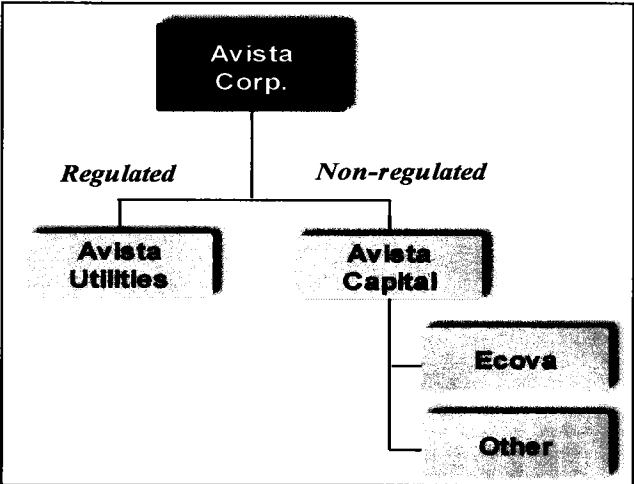 Avista
Corp.
Regulated
Non-regulated
Avista
Utilities
Avista
Capital
Ecova
Other